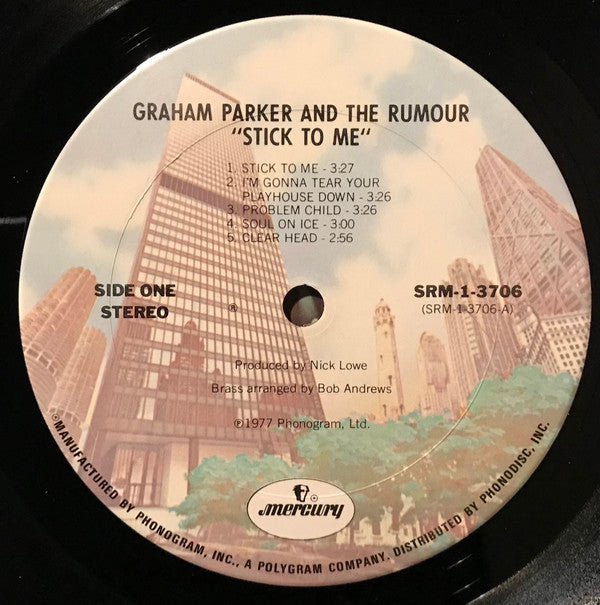 GRAHAM PARKER AND THE RUMOUR
"STICK TO ME"
1. STICK TO ME - 3:27
2. I'M GONNA TEAR YOUR
PLAYHOUSE DOWN - 3:26
3. PROBLEM CHILD - 3:26
4. SOUL ON ICE - 3:00
5. CLEAR HEAD - 2:56
SIDE ONE
STEREO
®
SRM-1-3706
(SRM-1-3706-A)
Produced by Nick Lowe
Brass arranged by Bob Andrews
℗1977 Phonogram, Ltd.
mercury
MANUFACTURED BY PHONOGRAM, INC., A POLYGRAM COMPANY. DISTRIBUTED BY PHONODISC, INC.